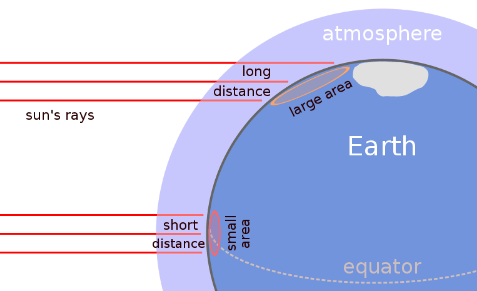 atmosphere
long
distance
large area
sun's rays
Earth
short
distance
small
area
equator